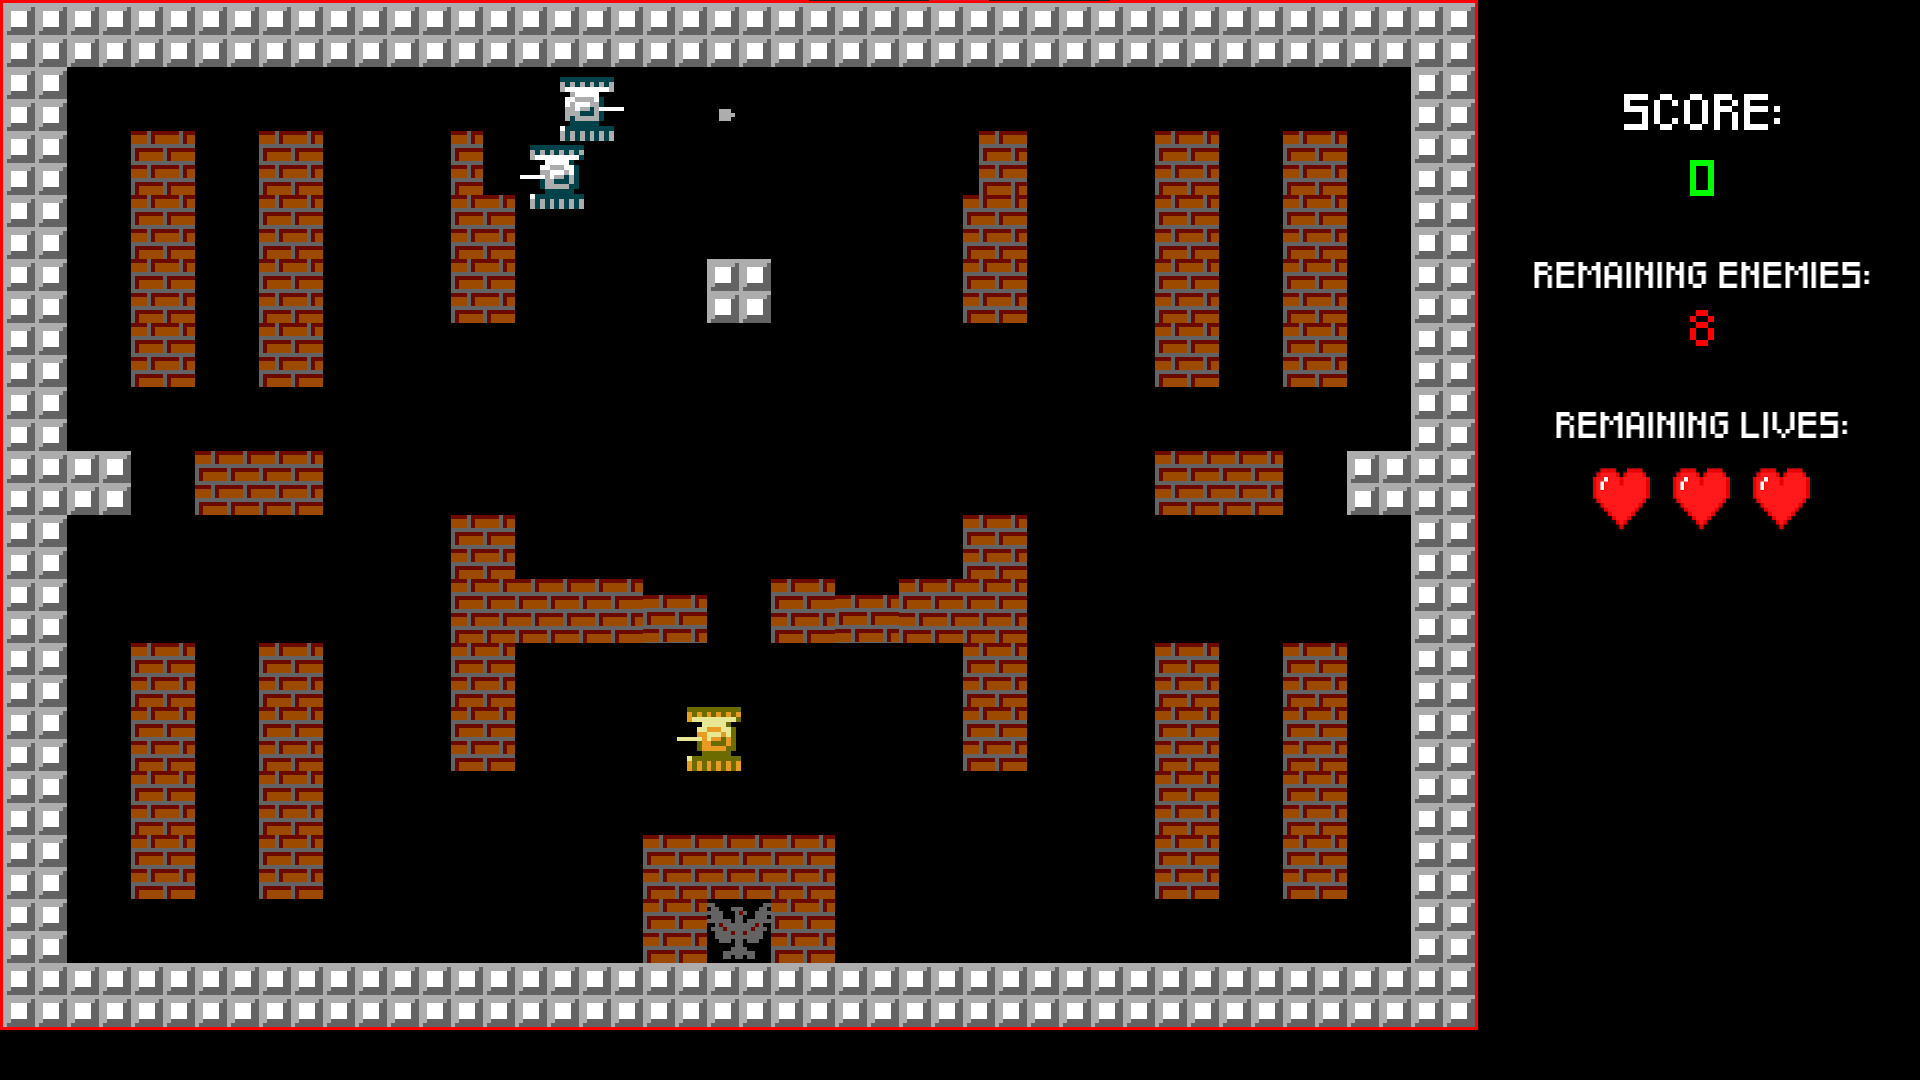 SCORE:
0
REMAINING ENEMIES:
8
REMAINING LIVES: